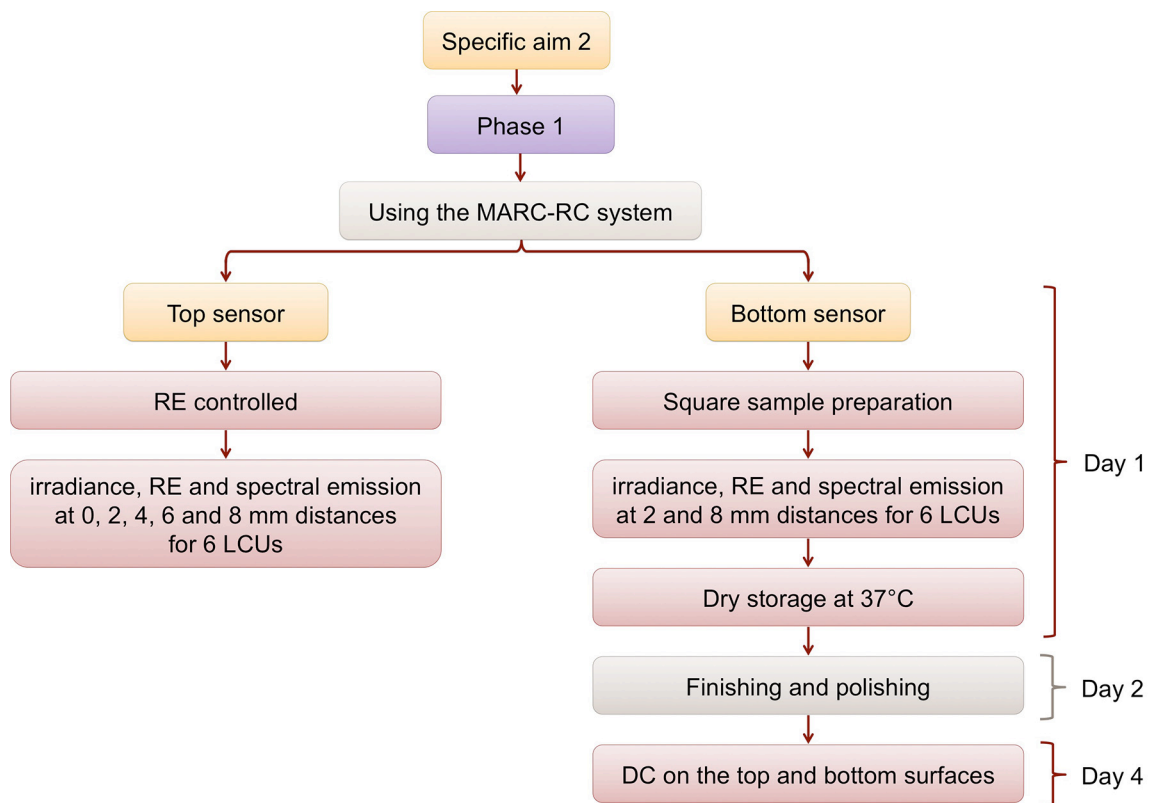 Specific aim 2
Phase 1
Using the MARC-RC system
Top sensor
RE controlled
irradiance, RE and spectral emission
at 0, 2, 4, 6 and 8 mm distances
for 6 LCUs
Bottom sensor
Square sample preparation
irradiance, RE and spectral emission
at 2 and 8 mm distances for 6 LCUs
Dry storage at 37°C
Day 1
Finishing and polishing
Day 2
DC on the top and bottom surfaces
Day 4